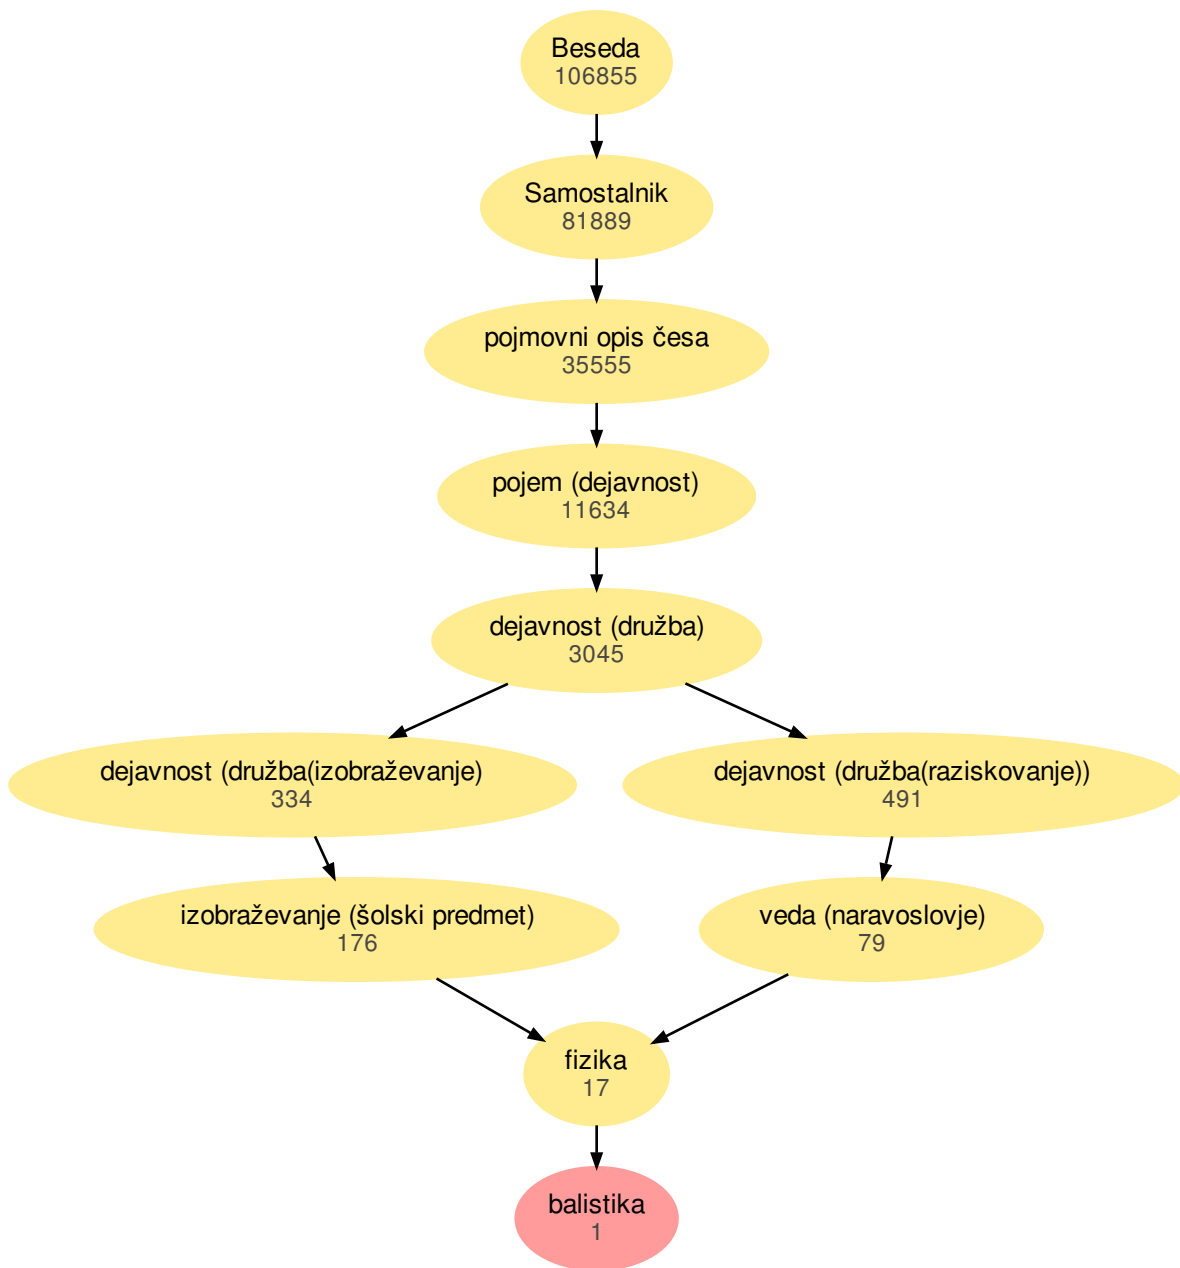 Beseda
106855
Samostalnik
81889
pojmovni opis česa
35555
pojem (dejavnost)
11634
dejavnost (družba)
3045
dejavnost (družba(izobraževanje)
334
dejavnost (družba(raziskovanje))
491
izobraževanje (šolski predmet)
176
veda (naravoslovje)
79
fizika
17
balistika
1